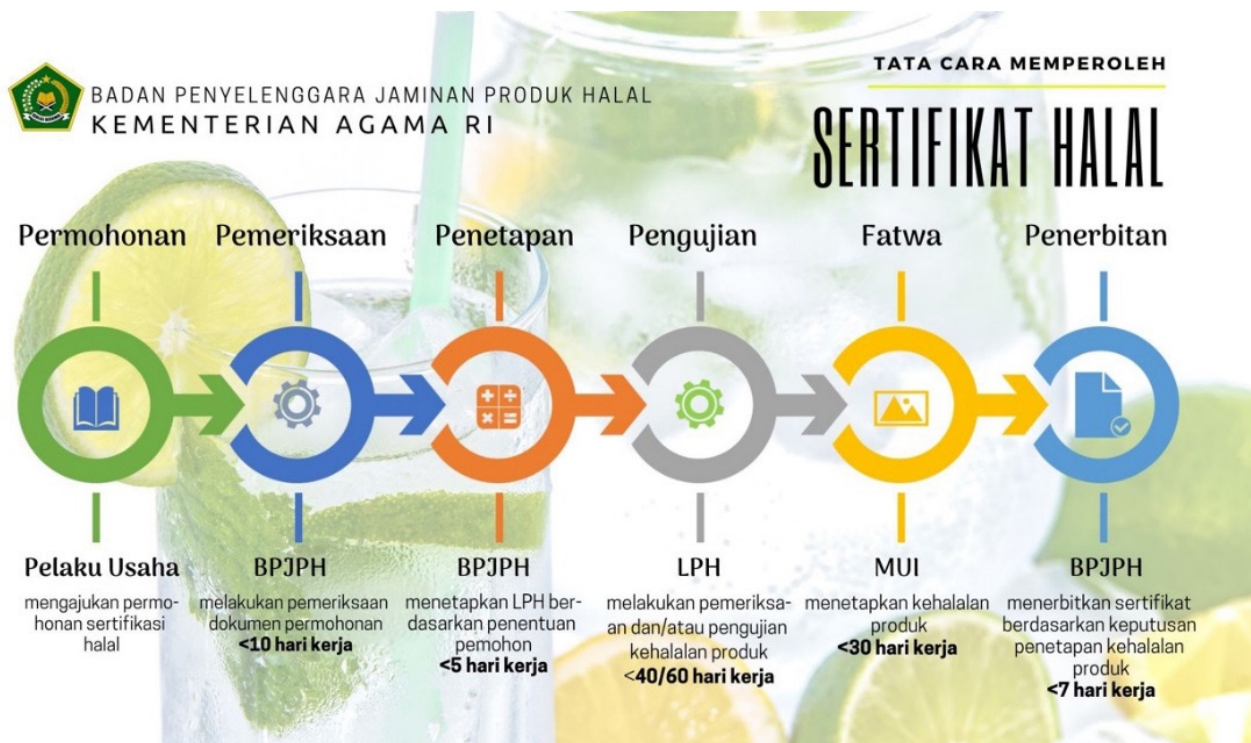 BADAN PENYELENGGARA JAMINAN PRODUK HALAL
KEMENTERIAN AGAMA RI
TATA CARA MEMPEROLEH
SERTIFIKAT HALAL
Permohonan
Pemeriksaan
Penetapan
Pengujian
Fatwa
Penerbitan
Pelaku Usaha
mengajukan permo-
honan sertifikasi
halal
BPJPH
melakukan pemeriksaan
dokumen permohonan
<10 hari kerja
BPJPH
menetapkan LPH ber-
dasarkan penentuan
pemohon
<5 hari kerja
LPH
melakukan pemeriksa-
an dan/atau pengujian
kehalalan produk
<40/60 hari kerja
MUI
menetapkan kehalalan
produk
<30 hari kerja
BPJPH
menerbitkan sertifikat
berdasarkan keputusan
penetapan kehalalan
produk
<7 hari kerja